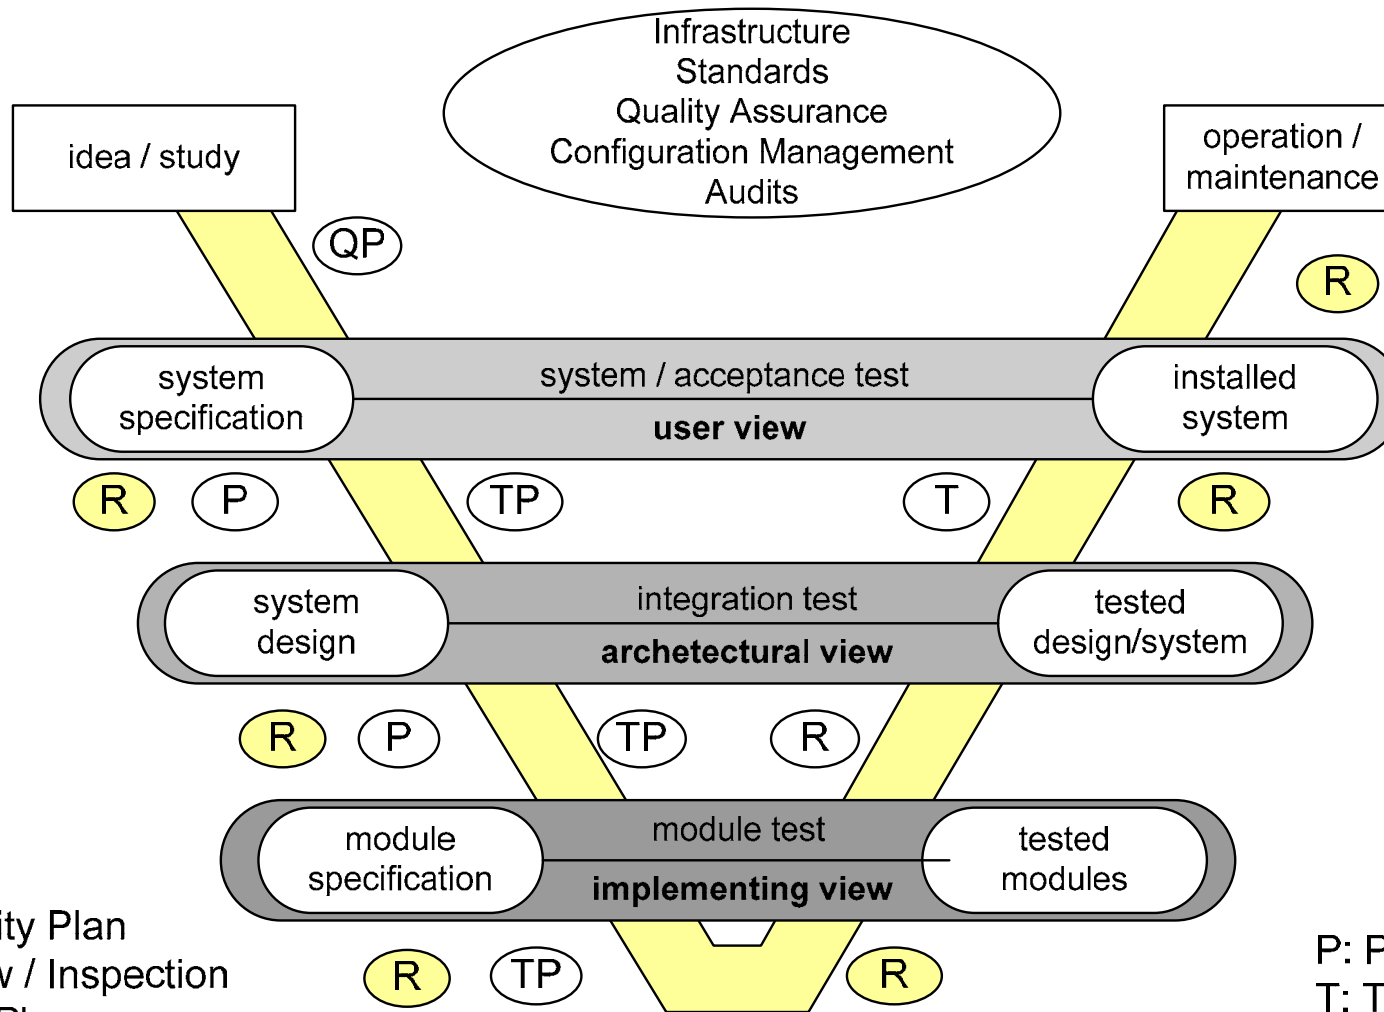 Infrastructure
Standards
Quality Assurance
Configuration Management
Audits
idea / study
operation /
maintenance
QP
R
system
specification
system / acceptance test
user view
installed
system
R P TP T R
system
design
integration test
archetectural view
tested
design/system
R P TP R
module
specification
module test
implementing view
tested
modules
ity Plan
/ Inspection
R TP R
P:
T: